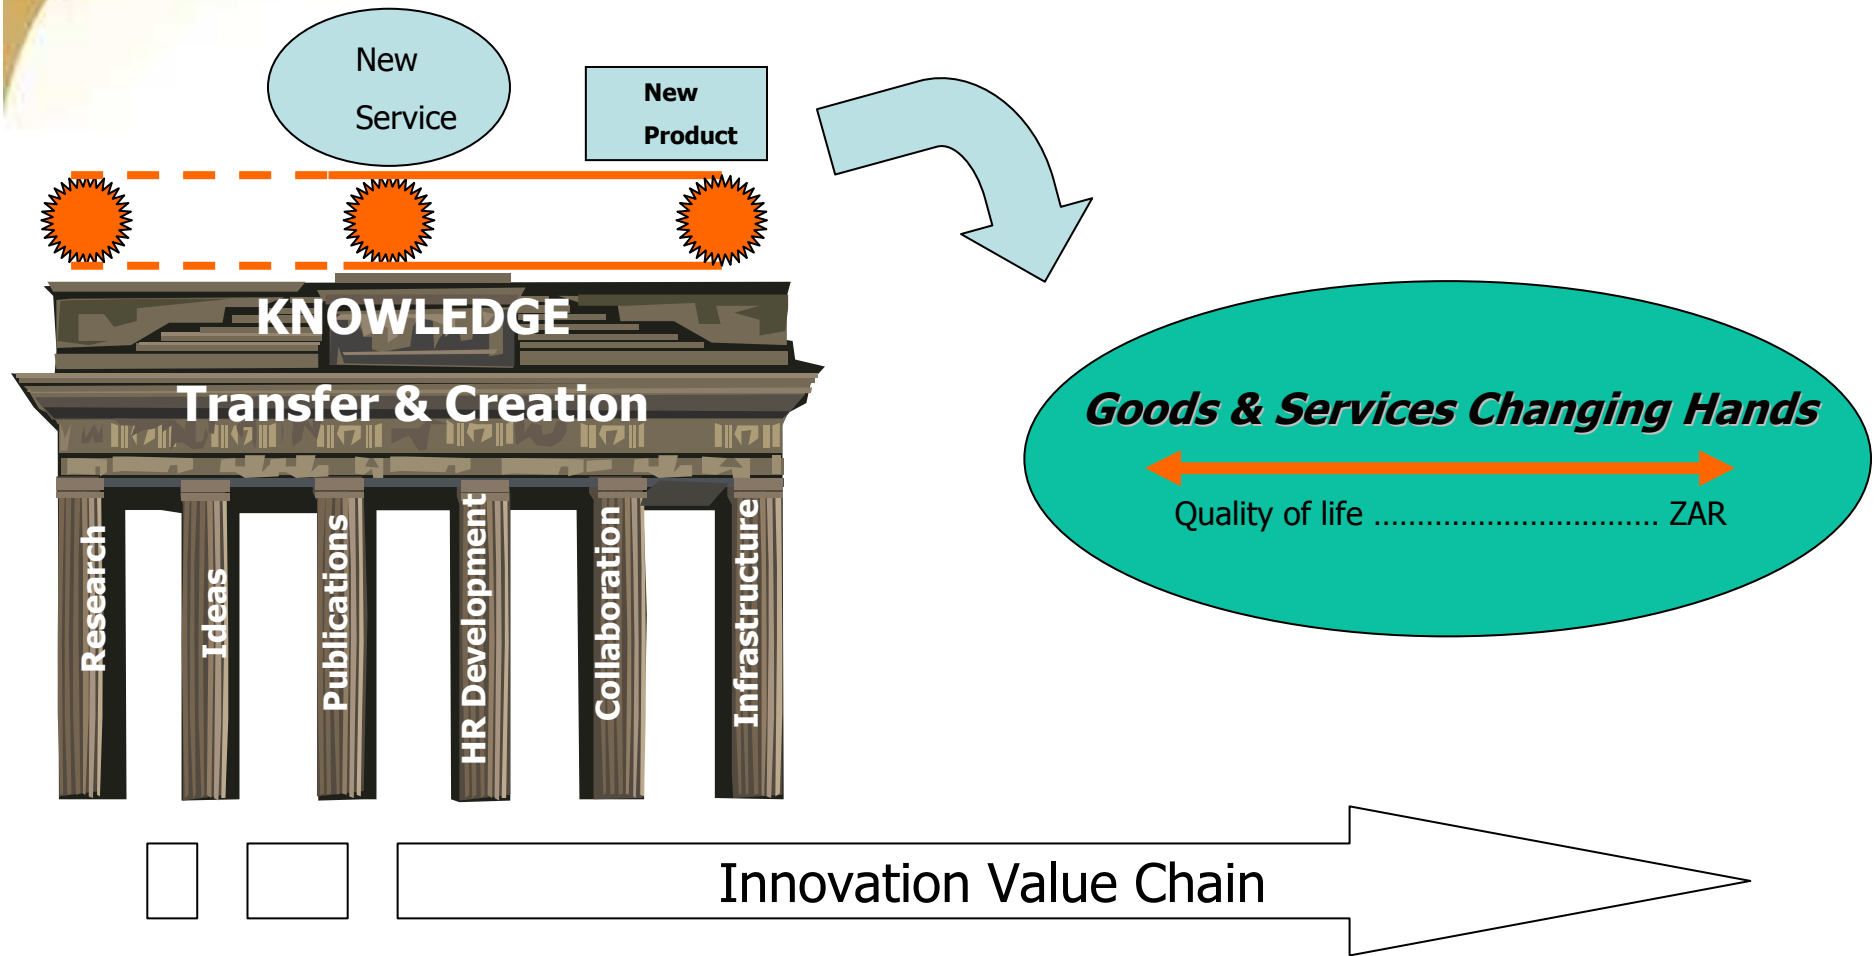 New
Service
New
Product
KNOWLEDGE
Transfer & Creation
Research
Ideas
Publications
HR Development
Collaboration
Infrastructure
Goods & Services Changing Hands
Quality of life ................................. ZAR
Innovation Value Chain